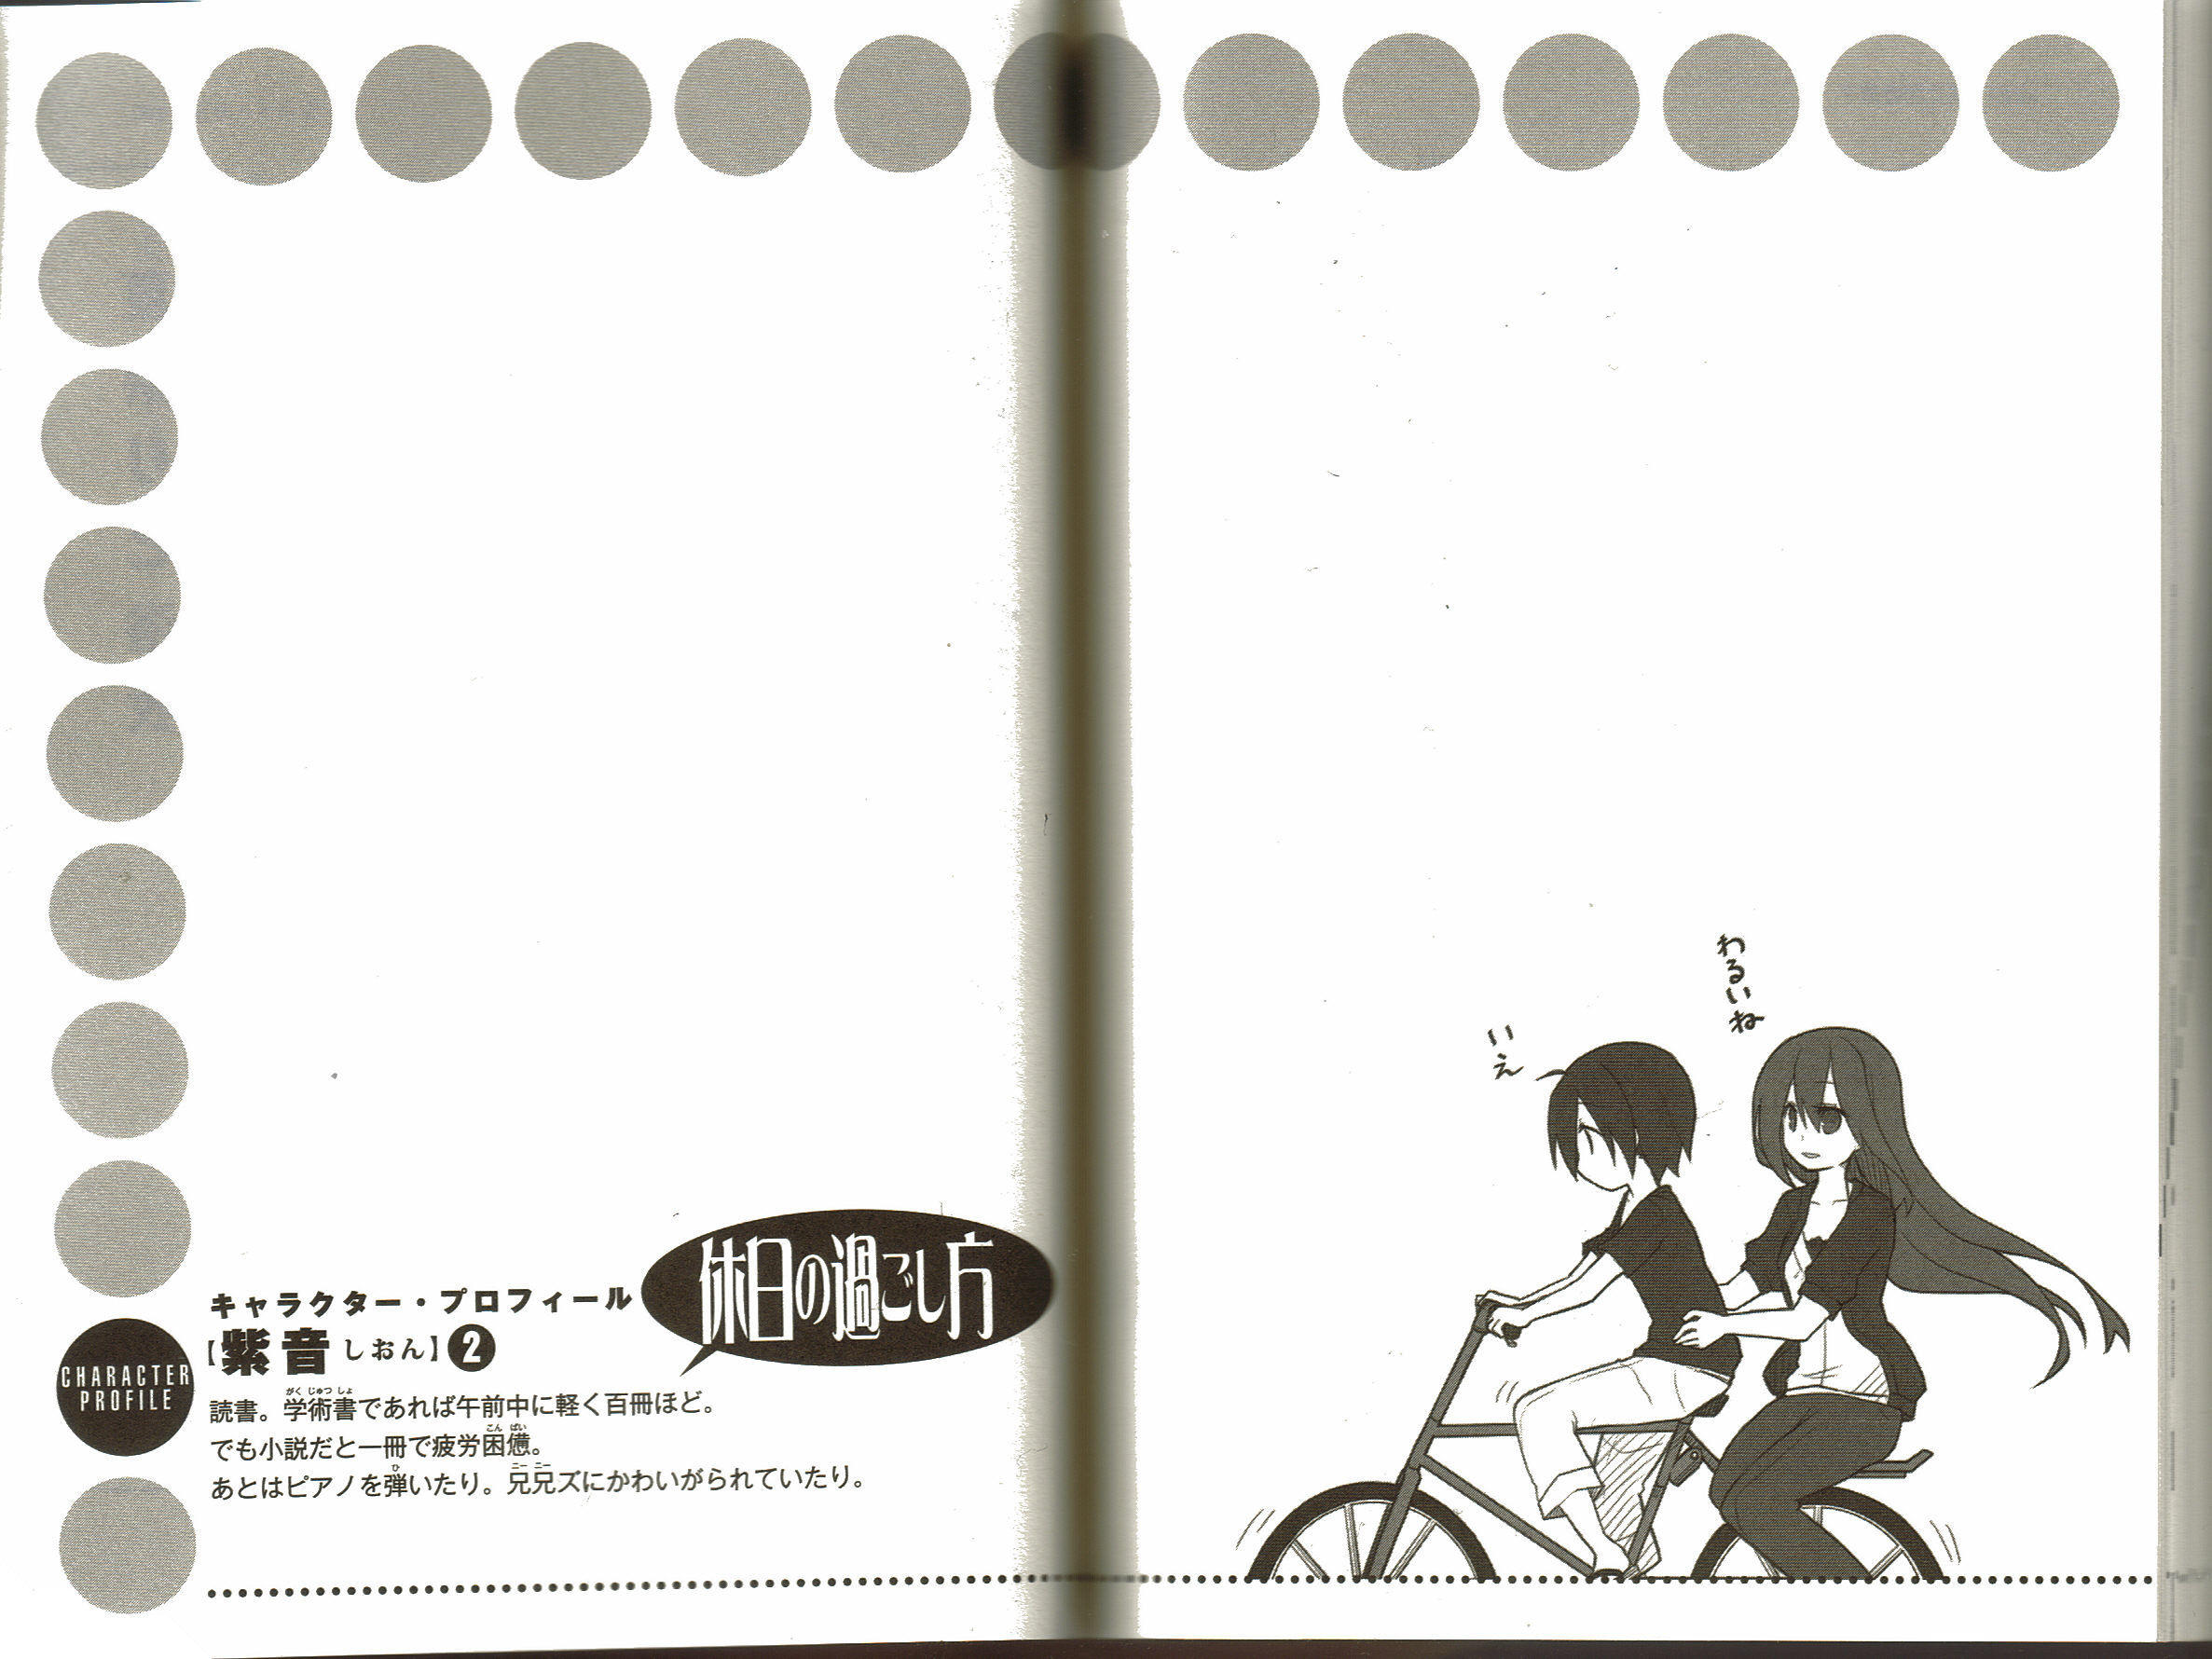 わるいね
いえ
休日の過ごし方
キャラクター・プロフィール
【紫音 しおん】❷
CHARACTER
PROFILE
読書。学術書であれば午前中に軽く百冊ほど。
でも小説だと一冊で疲労困憊。
あとはピアノを弾いたり。兄兄ズにかわいがられていたり。